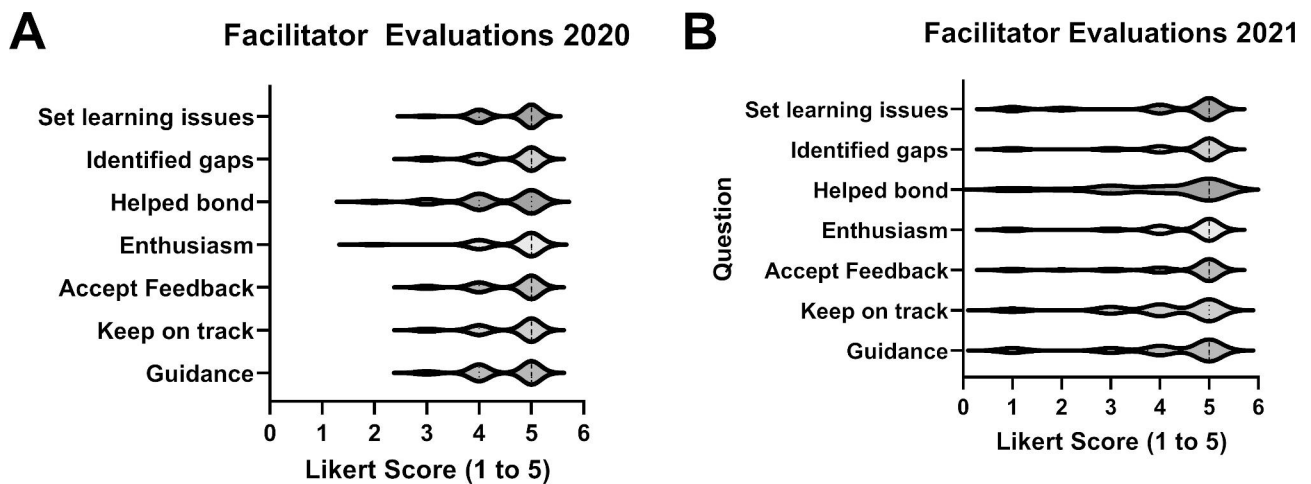 A
Facilitator Evaluations 2020
Set learning issues
Identified gaps
Helped bond
Enthusiasm
Accept Feedback
Keep on track
Guidance
0 1 2 3 4 5 6
Likert Score (1 to 5)
B
Facilitator Evaluations 2021
Question
Set learning issues
Identified gaps
Helped bond
Enthusiasm
Accept Feedback
Keep on track
Guidance
0 1 2 3 4 5 6
Likert Score (1 to 5)